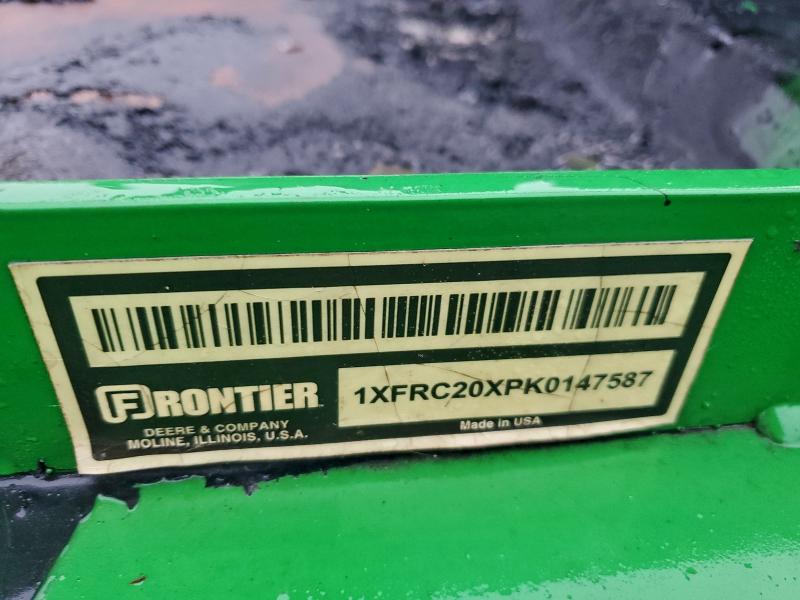 FRONTIER
DEERE & COMPANY
MOLINE, ILLINOIS, U.S.A.
1XFRC20XPK0147587
Made in USA